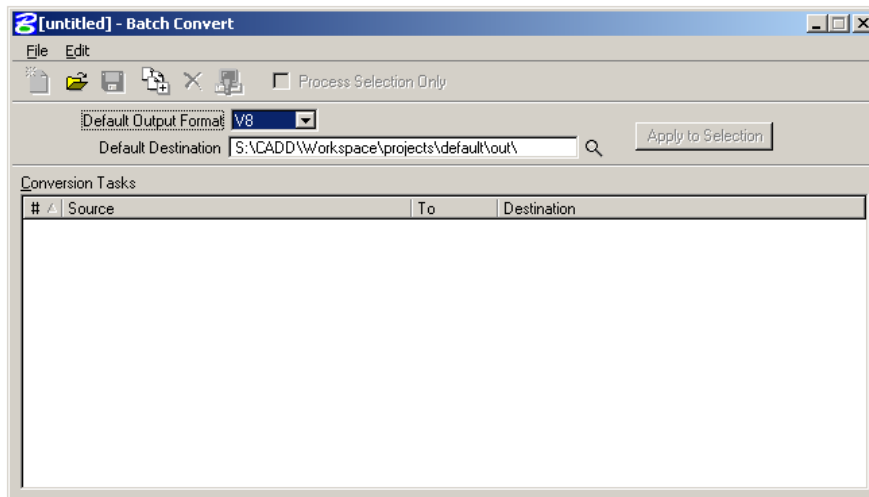 [untitled] - Batch Convert
File Edit
Process Selection Only
Default Output Format V8
Default Destination S:\CADD\Workspace\projects\default\out\
Apply to Selection
Conversion Tasks
# Source To Destination